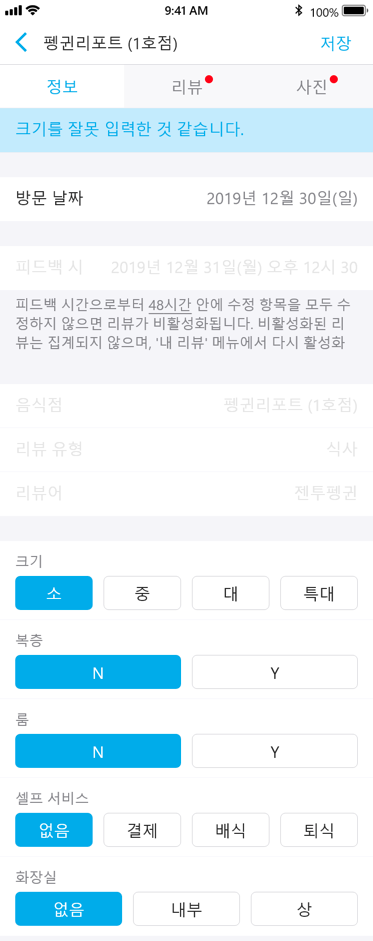 9:41 AM
100%
펭귄리포트 (1호점)
저장
정보
리뷰
사진
크기를 잘못 입력한 것 같습니다.
방문 날짜
2019년 12월 30일(일)
피드백 시
2019년 12월 31일(월) 오후 12시 30
피드백 시간으로부터 48시간 안에 수정 항목을 모두 수
정하지 않으면 리뷰가 비활성화됩니다. 비활성화된 리
뷰는 집계되지 않으며, '내 리뷰' 메뉴에서 다시 활성화
음식점
펭귄리포트 (1호점)
리뷰 유형
식사
리뷰어
젠투펭귄
크기
소
중
대
특대
복층
N
Y
룸
N
Y
셀프 서비스
없음
결제
배식
퇴식
화장실
없음
내부
상